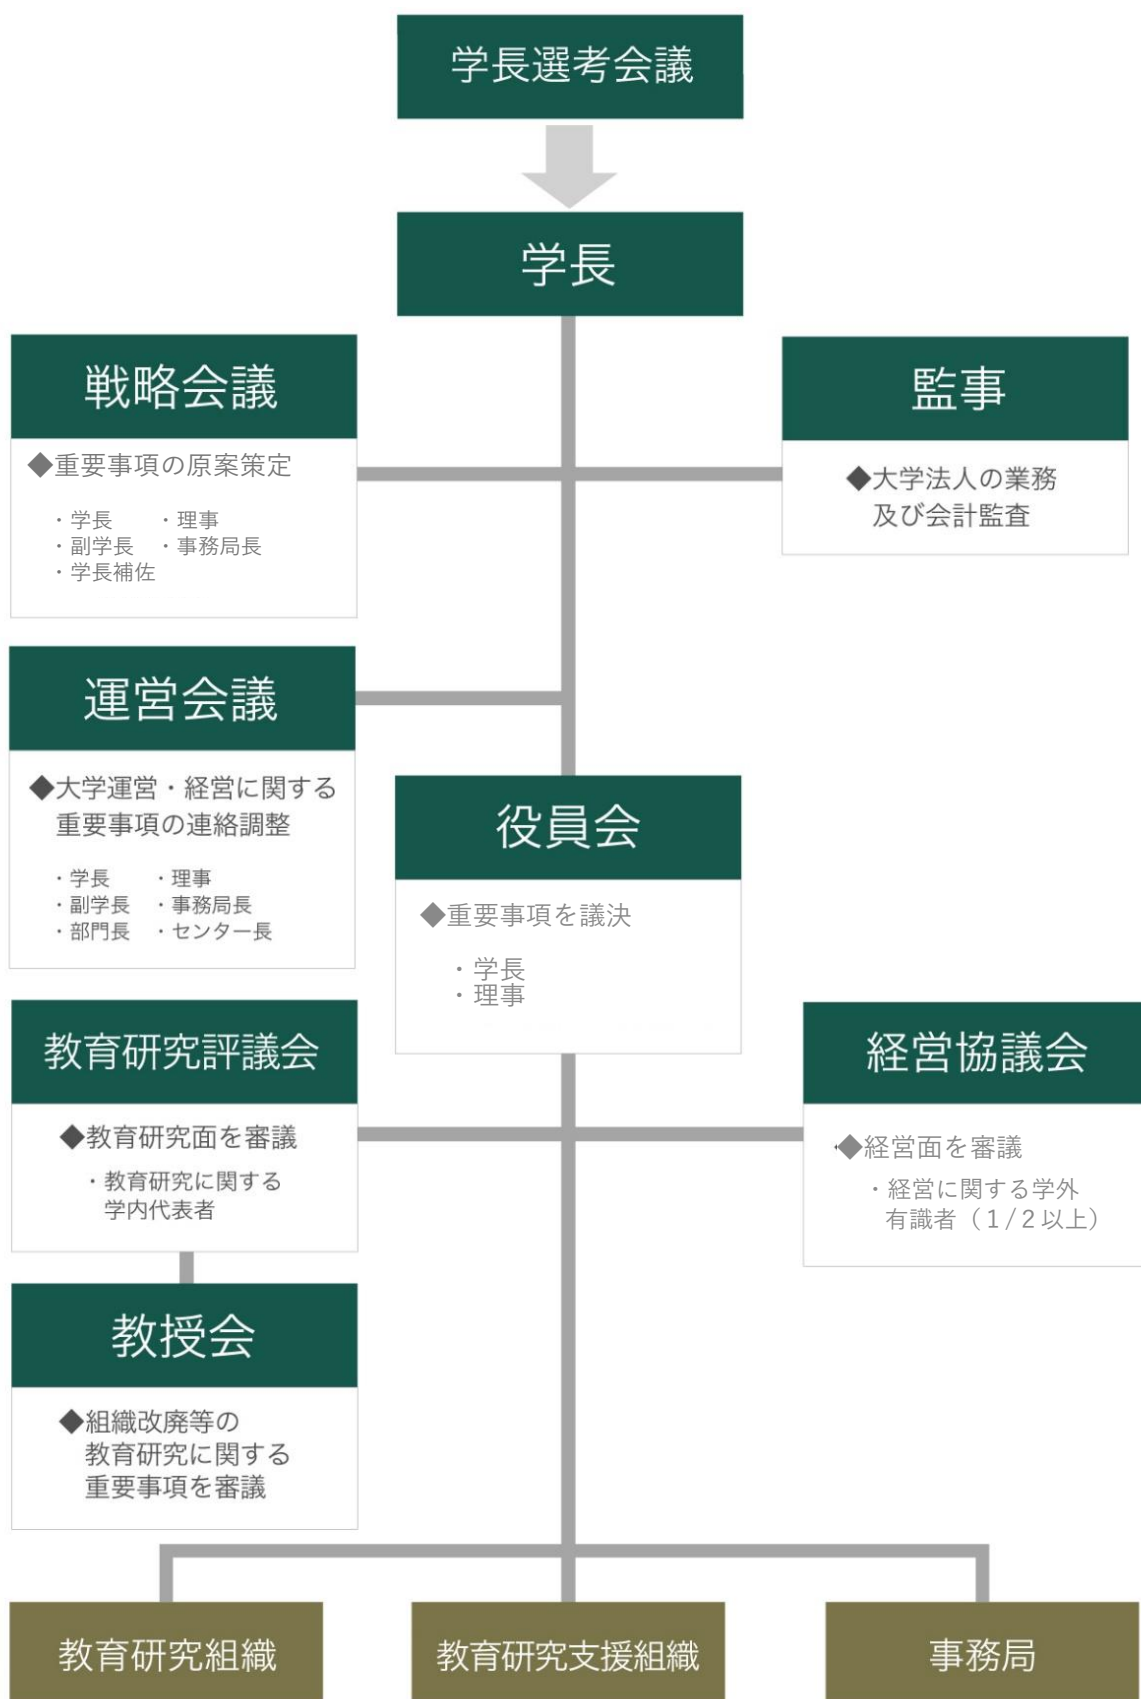 学長選考会議
学長
戦略会議
◆重要事項の原案策定
・学長　・理事
・副学長　・事務局長
・学長補佐
監事
◆大学法人の業務
及び会計監査
運営会議
◆大学運営・経営に関する
重要事項の連絡調整
・学長　・理事
・副学長　・事務局長
・部門長　・センター長
役員会
◆重要事項を議決
・学長
・理事
教育研究評議会
◆教育研究面を審議
・教育研究に関する
学内代表者
経営協議会
◆経営面を審議
・経営に関する学外
有識者（１/２以上）
教授会
◆組織改廃等の
教育研究に関する
重要事項を審議
教育研究組織
教育研究支援組織
事務局